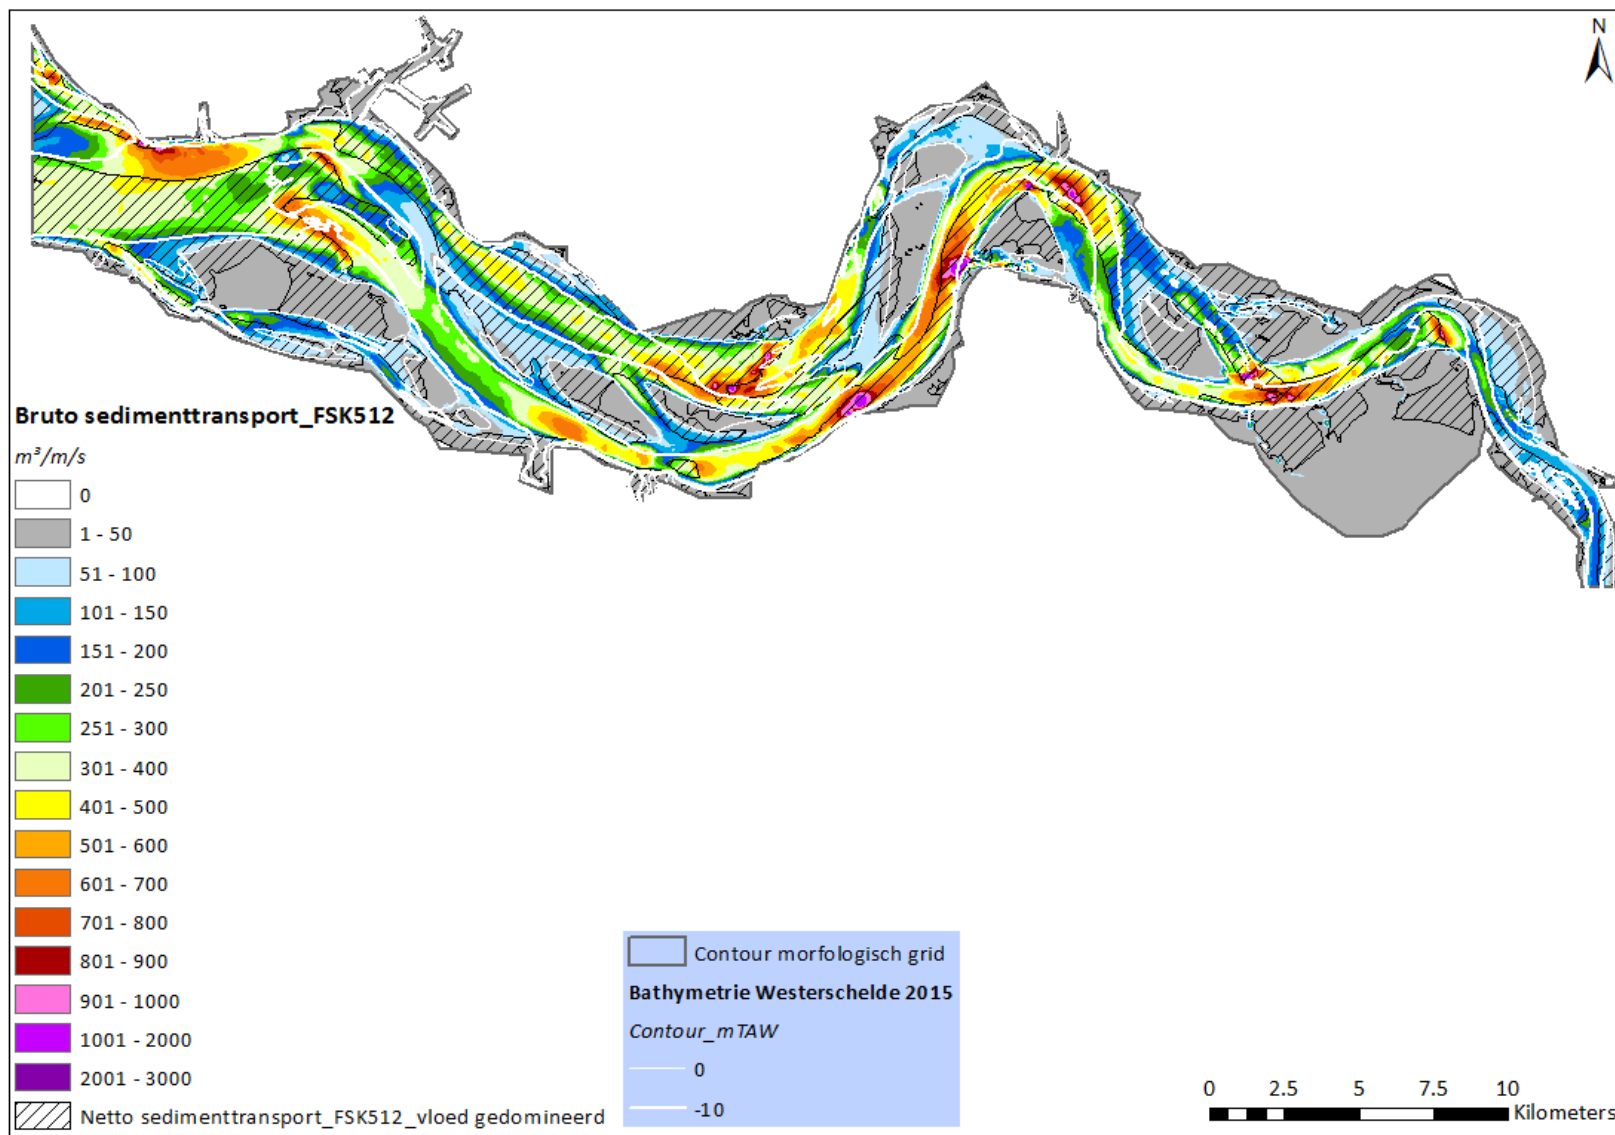 N
Bruto sedimenttransport_FSK512
m³/m/s
0
1 - 50
51 - 100
101 - 150
151 - 200
201 - 250
251 - 300
301 - 400
401 - 500
501 - 600
601 - 700
701 - 800
801 - 900
901 - 1000
1001 - 2000
2001 - 3000
Netto sedimenttransport_FSK512_vloed gedomineerd
Contour morfologisch grid
Bathymetrie Westerschelde 2015
Contour_mTAW
0
-10
0 2.5 5 7.5 10
Kilometers